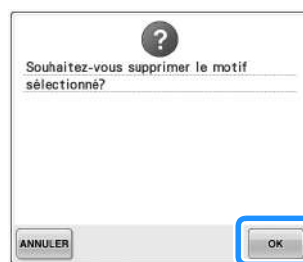 ?
Souhaitez-vous supprimer le motif
sélectionné?
ANNULER
OK